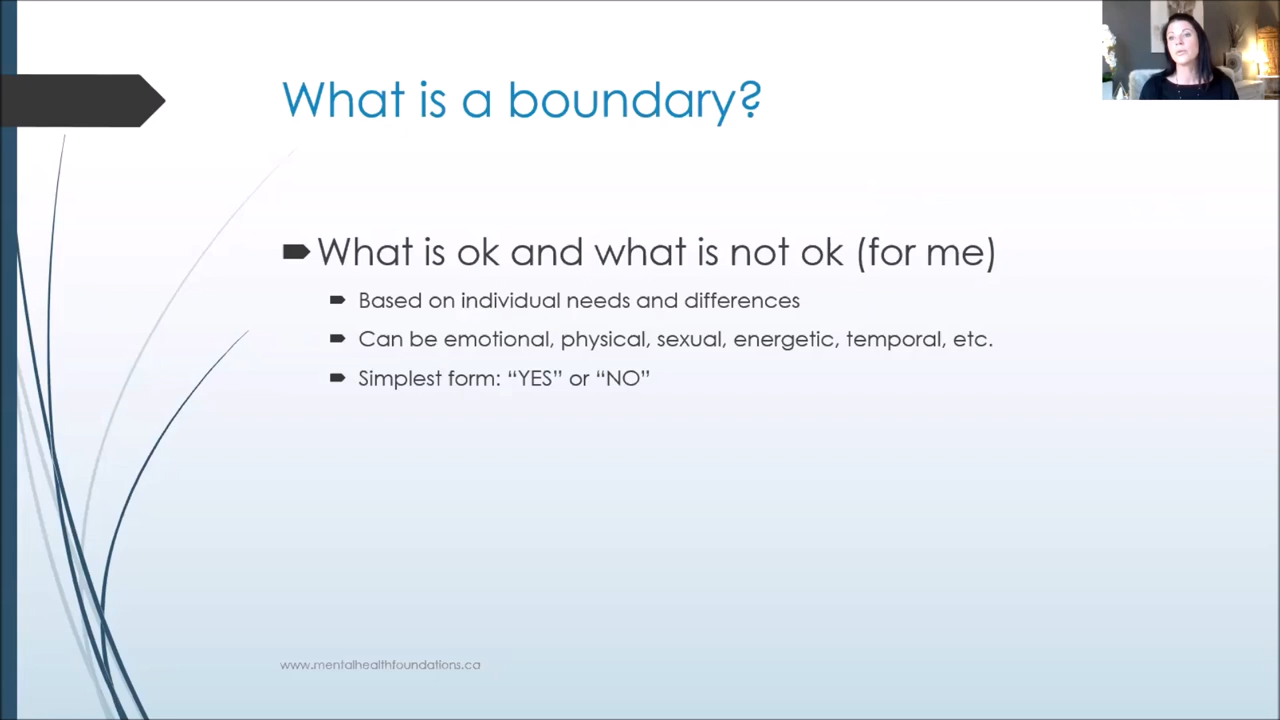 What is a boundary?
What is ok and what is not ok (for me)
Based on individual needs and differences
Can be emotional, physical, sexual, energetic, temporal, etc.
Simplest form: “YES” or “NO”
www.mentalhealthfoundations.ca